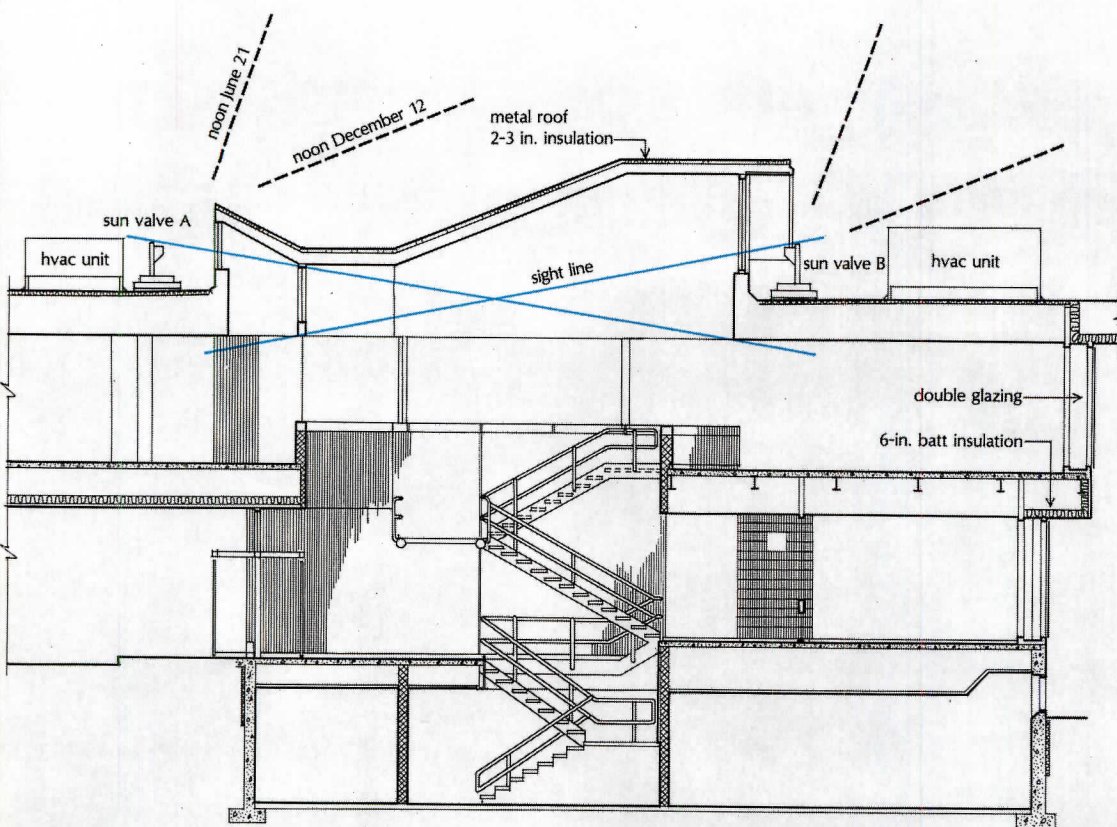 noon June 21
noon December 12
metal roof
2-3 in. insulation
sun valve A
hvac unit
sight line
sun valve B
hvac unit
double glazing
6-in. batt insulation